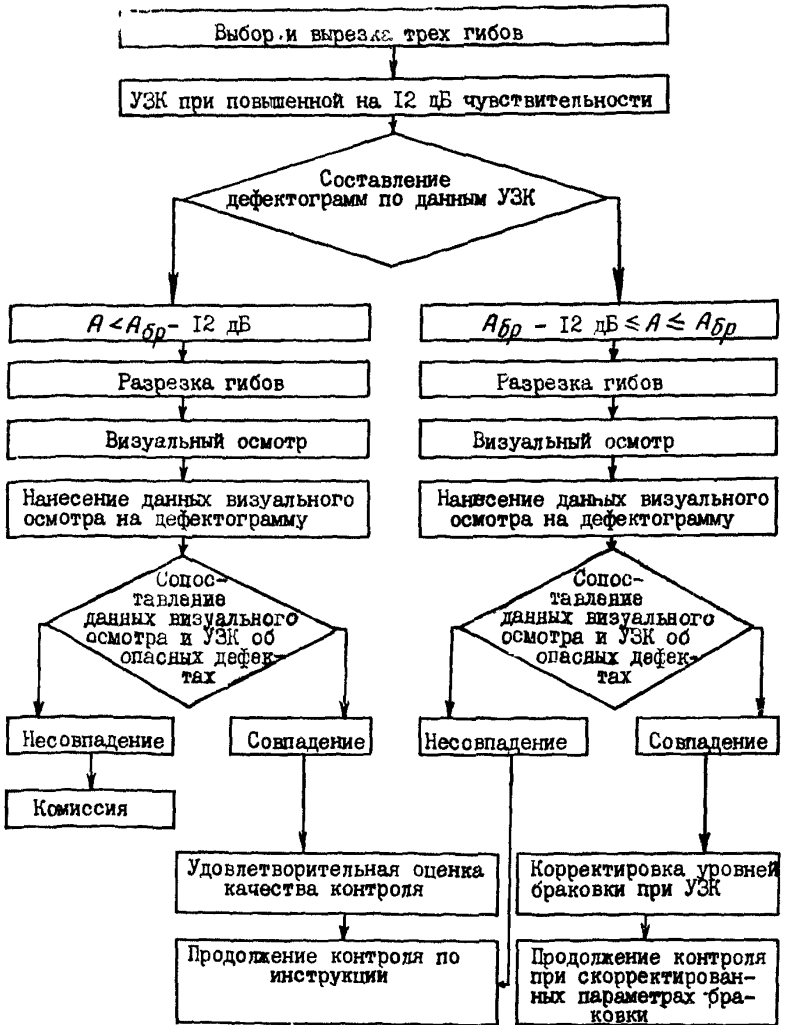 Выбор и вырезка трех гибов
УЗК при повышенной на 12 дБ чувствительности
Составление
дефектограмм по данным УЗК
A < Aбр - 12 дБ
Aбр - 12 дБ ≤ A ≤ Aбр
Разрезка гибов
Разрезка гибов
Визуальный осмотр
Визуальный осмотр
Нанесение данных визуального
осмотра на дефектограмму
Нанесение данных визуального
осмотра на дефектограмму
Сопос-
тавление
данных визуального
осмотра и УЗК об
опасных дефек-
тах
Сопос-
тавление
данных визуального
осмотра и УЗК об
опасных дефек-
тах
Несовпадение
Совпадение
Несовпадение
Совпадение
Комиссия
Удовлетворительная оценка
качества контроля
Корректировка уровней
браковки при УЗК
Продолжение контроля по
инструкции
Продолжение контроля
при скорректирован-
ных параметрах бра-
ковки